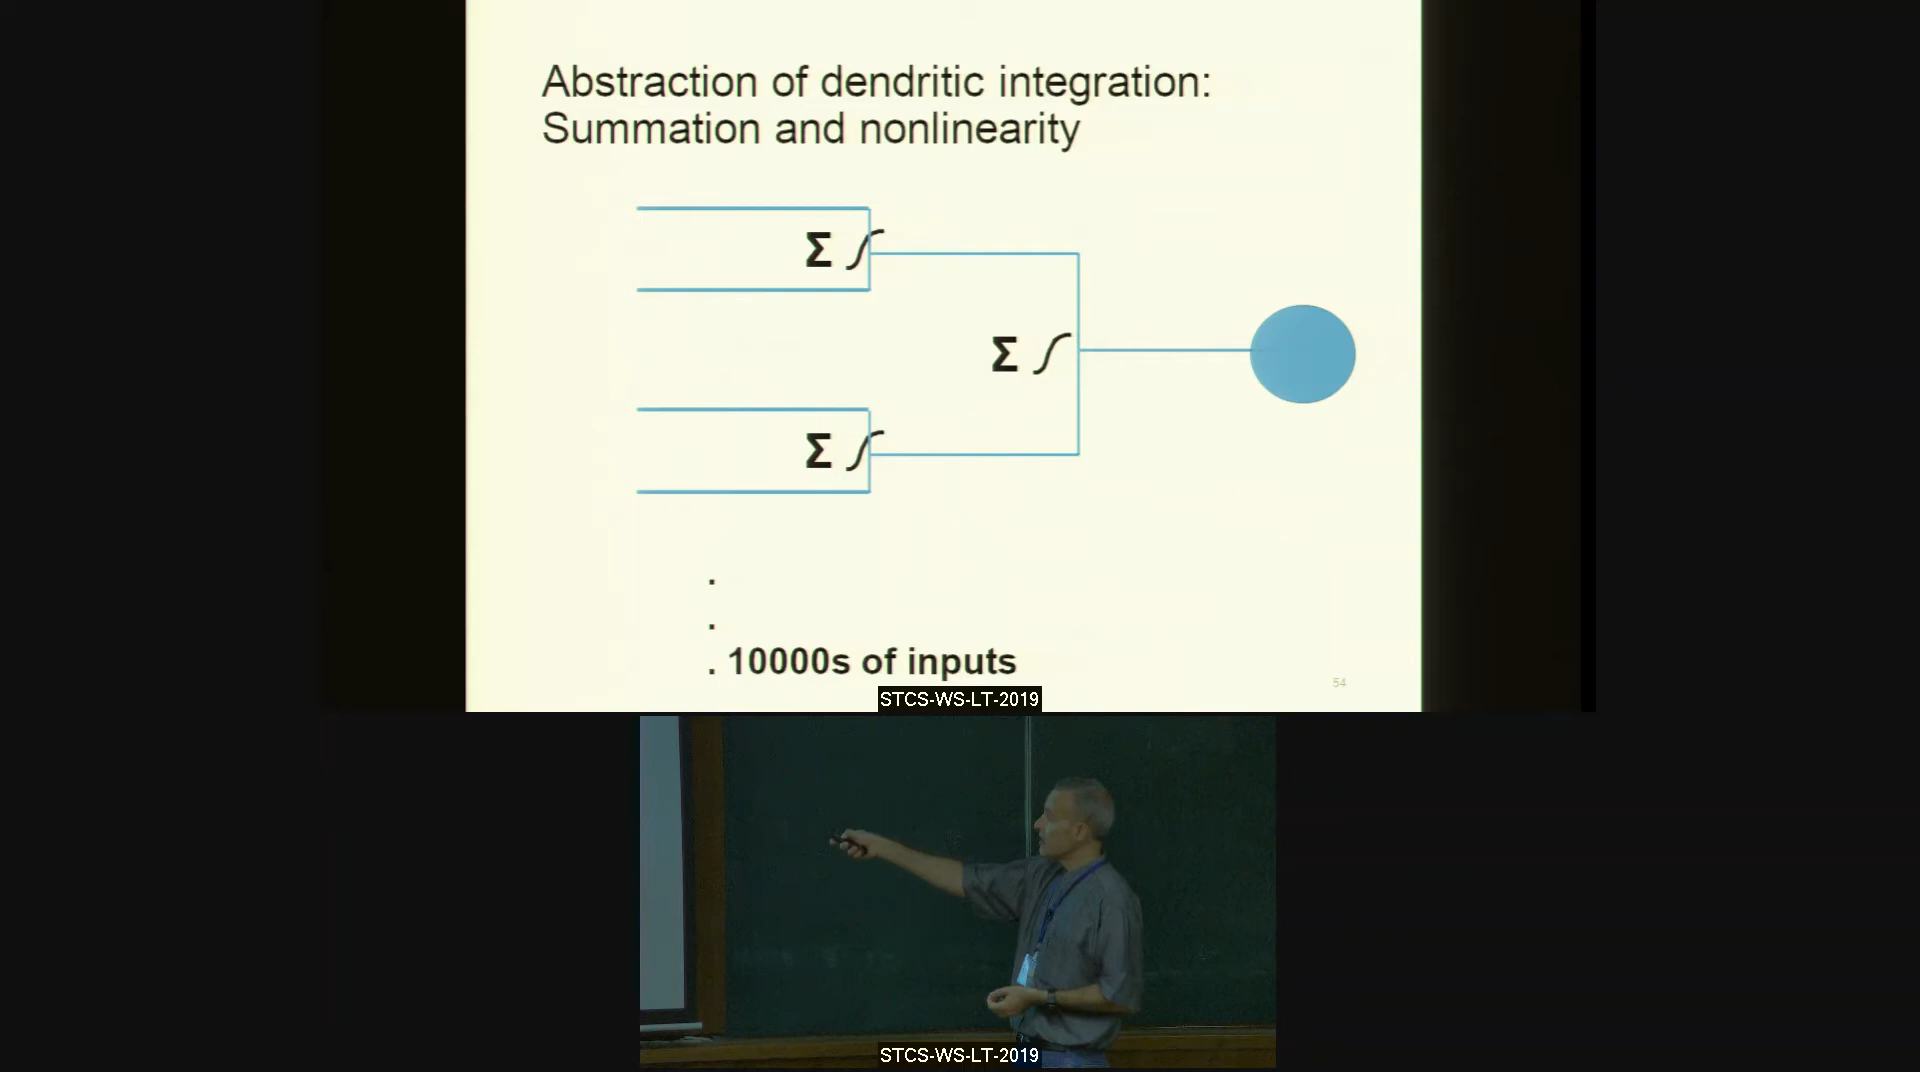 Abstraction of dendritic integration:
Summation and nonlinearity
Σ ∫
Σ ∫
Σ ∫
.
.
. 10000s of inputs
54
STCS-WS-LT-2019
STCS-WS-LT-2019